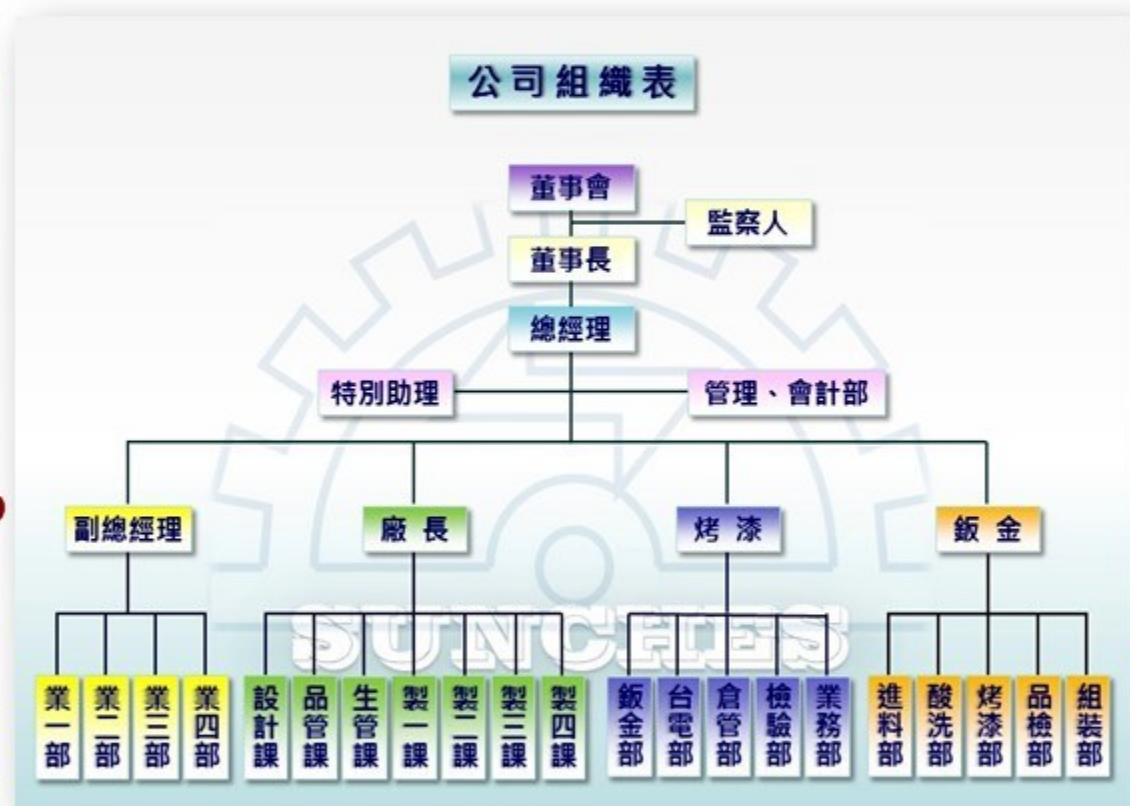 公司組織表
董事會
監察人
董事長
總經理
特別助理
管理、會計部
副總經理
廠長
烤漆
鈑金
SUNCHES
業一部
業二部
業三部
業四部
設計課
品管課
生管課
製一課
製二課
製三課
製四課
鈑金部
台電部
倉管部
檢驗部
業務部
進料部
酸洗部
烤漆部
品檢部
組裝部